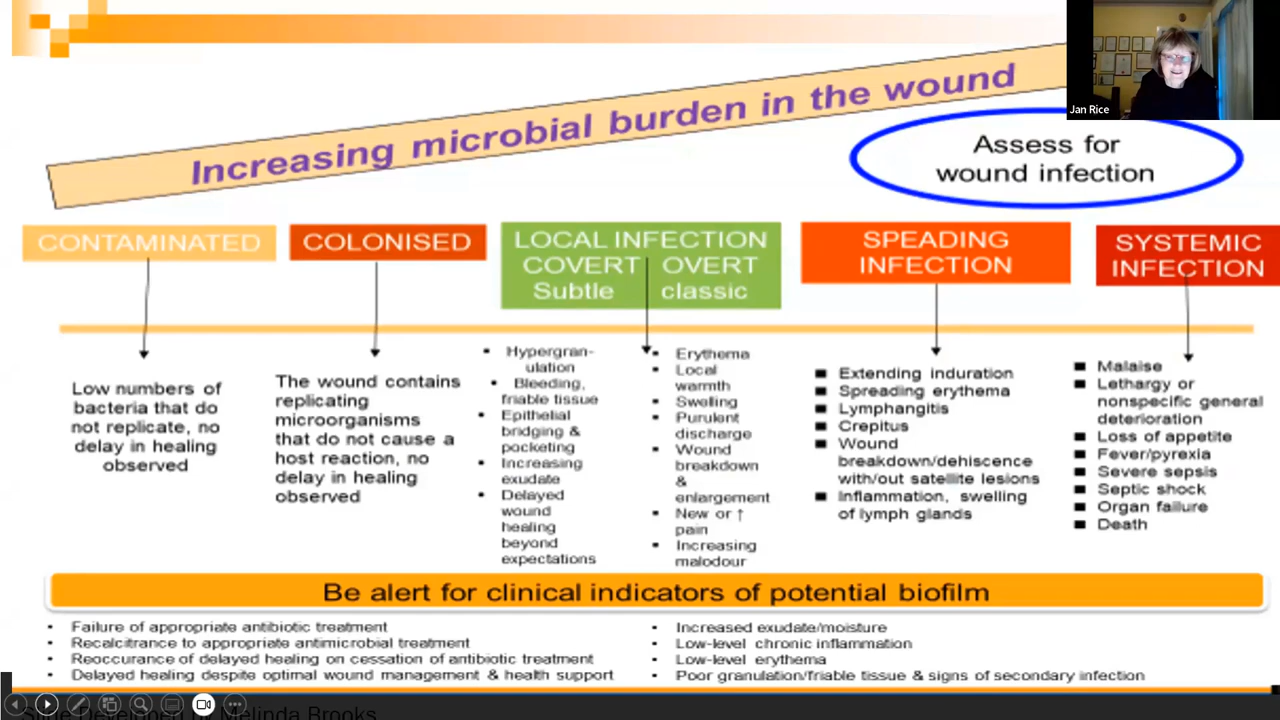 Jan Rice
Increasing microbial burden in the wound
Assess for
wound infection
CONTAMINATED
Low numbers of
bacteria that do
not replicate, no
delay in healing
observed
COLONISED
The wound contains
replicating
microorganisms
that do not cause a
host reaction, no
delay in healing
observed
LOCAL INFECTION
COVERT OVERT
Subtle classic
• Hypergran-
ulation
• Bleeding,
friable tissue
• Epithelial
bridging &
pocketing
• Increasing
exudate
• Delayed
wound
healing
beyond
expectations
• Erythema
• Local
warmth
• Swelling
• Purulent
discharge
• Wound
breakdown
&
enlargement
• New or ↑
pain
• Increasing
malodour
SPEADING
INFECTION
■ Extending induration
■ Spreading erythema
■ Lymphangitis
■ Crepitus
■ Wound
breakdown/dehiscence
with/out satellite lesions
■ Inflammation, swelling
of lymph glands
SYSTEMIC
INFECTION
■ Malaise
■ Lethargy or
nonspecific general
deterioration
■ Loss of appetite
■ Fever/pyrexia
■ Severe sepsis
■ Septic shock
■ Organ failure
■ Death
Be alert for clinical indicators of potential biofilm
• Failure of appropriate antibiotic treatment
• Recalcitrance to appropriate antimicrobial treatment
• Reoccurance of delayed healing on cessation of antibiotic treatment
• Delayed healing despite optimal wound management & health support
• Increased exudate/moisture
• Low-level chronic inflammation
• Low-level erythema
• Poor granulation/friable tissue & signs of secondary infection
Slide Developed by Melinda Brooks